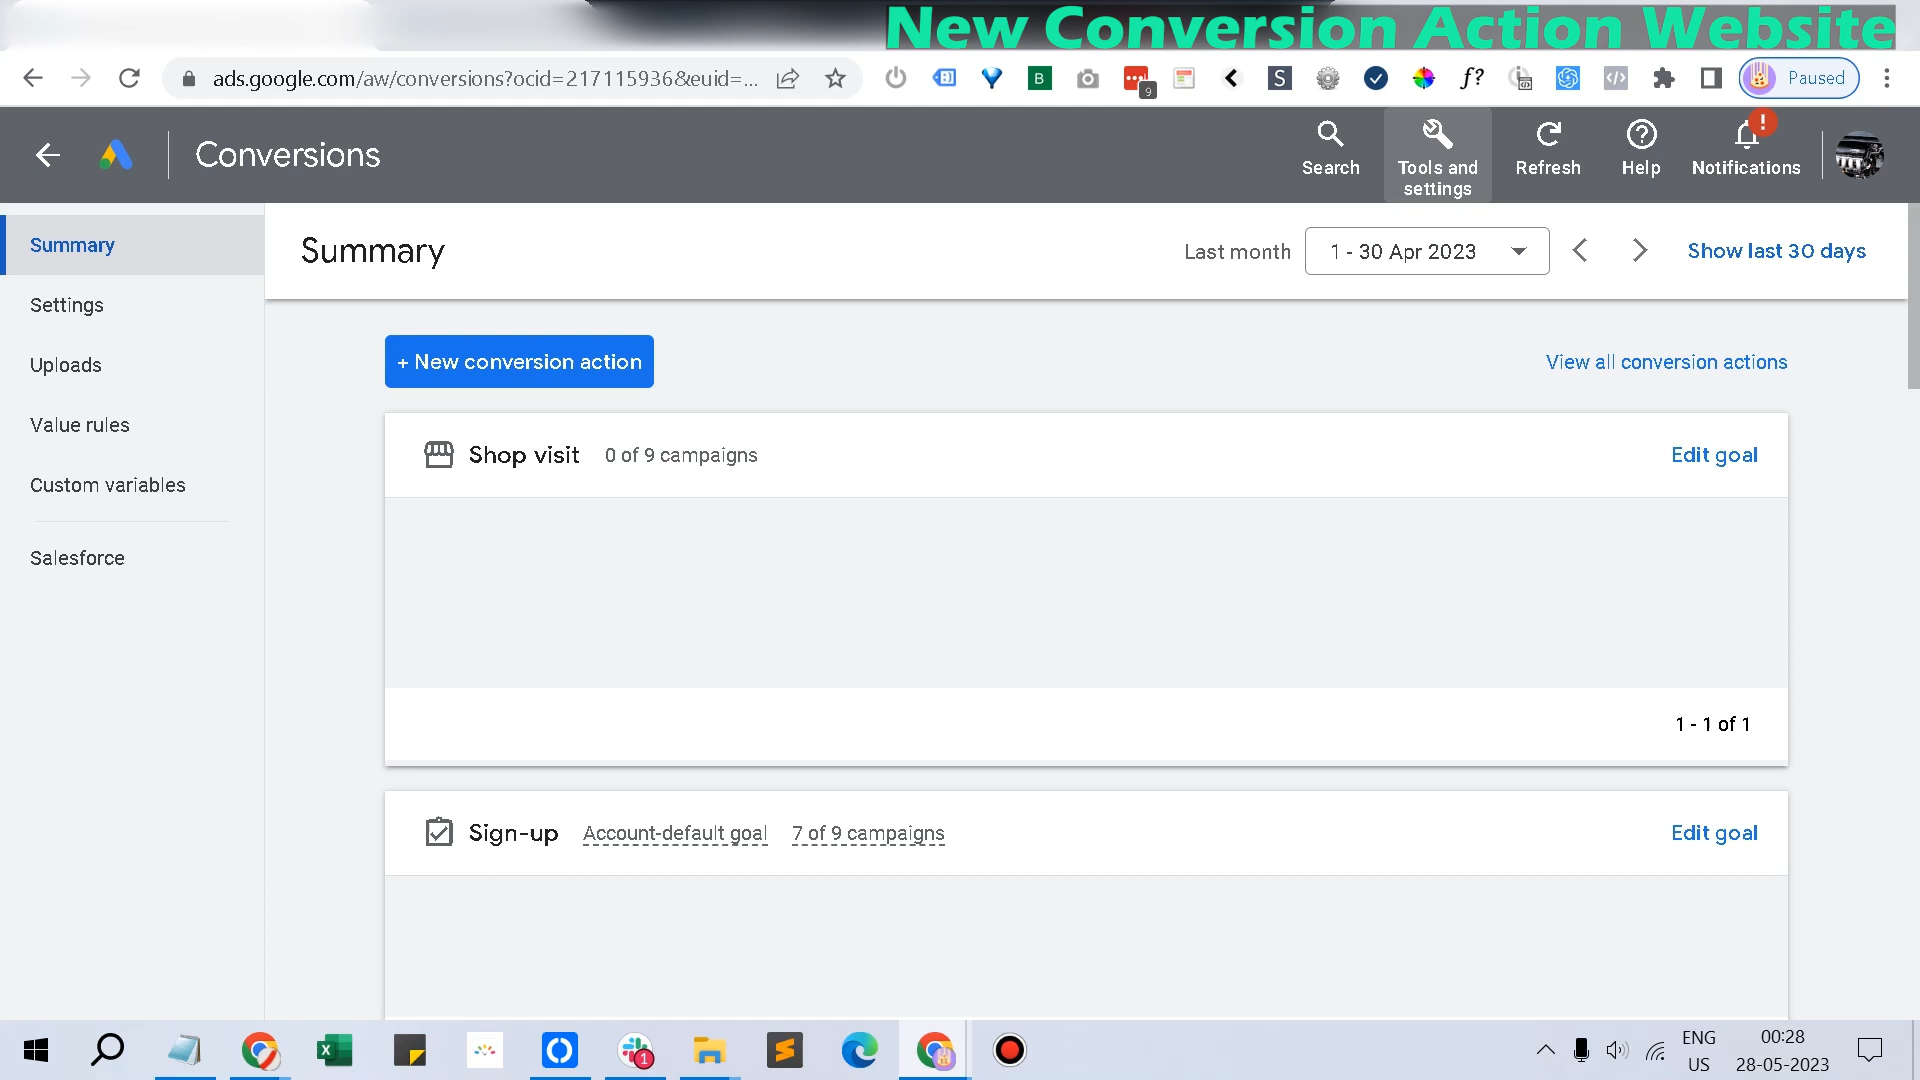 New Conversion Action Website
ads.google.com/aw/conversions?ocid=217115936&euid=...
B
9
S
f?
Paused
Conversions
Search
Tools and
settings
Refresh
Help
!
Notifications
Summary
Settings
Uploads
Value rules
Custom variables
Salesforce
Summary
Last month
1 - 30 Apr 2023
Show last 30 days
+ New conversion action
View all conversion actions
Shop visit 0 of 9 campaigns
Edit goal
1 - 1 of 1
Sign-up Account-default goal 7 of 9 campaigns
Edit goal
1
ENG
US
00:28
28-05-2023